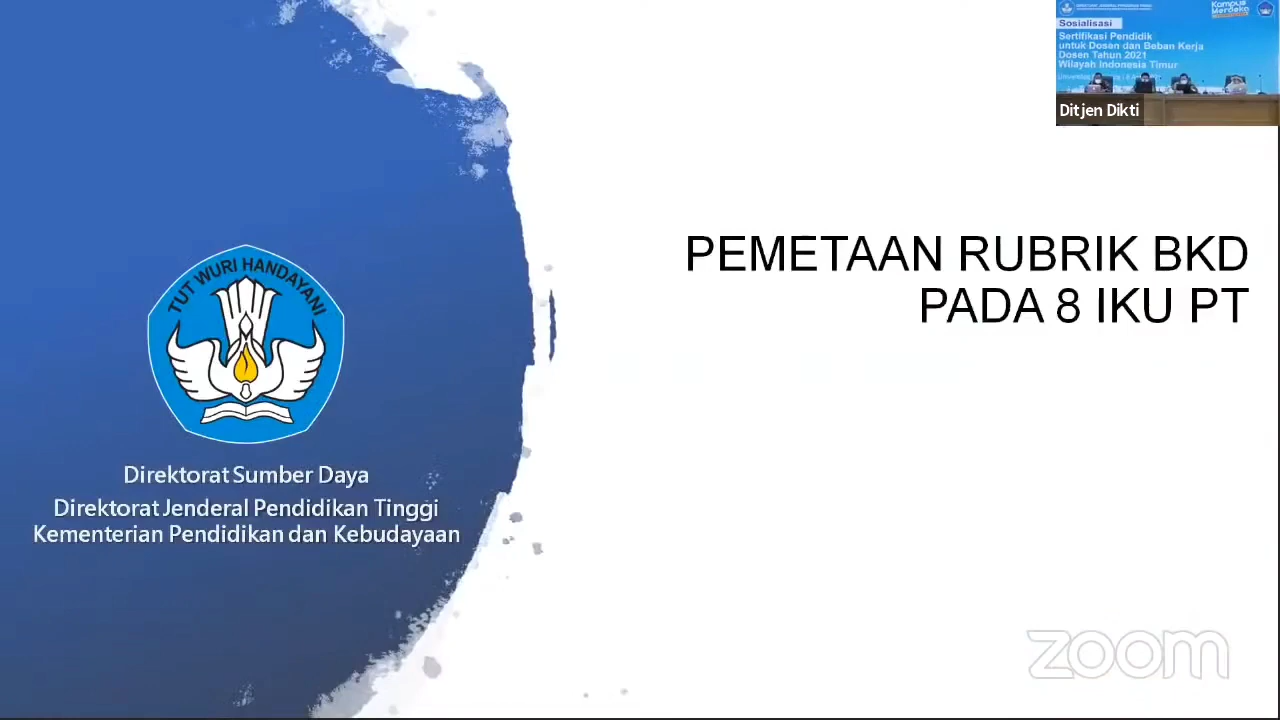 TUT WURI HANDAYANI
Direktorat Sumber Daya
Direktorat Jenderal Pendidikan Tinggi
Kementerian Pendidikan dan Kebudayaan
PEMETAAN RUBRIK BKD
PADA 8 IKU PT
Kampus
Merdeka
Sosialisasi
Sertifikasi Pendidik
untuk Dosen dan Beban Kerja
Dosen Tahun 2021
Wilayah Indonesia Timur
Ditjen Dikti
zoom